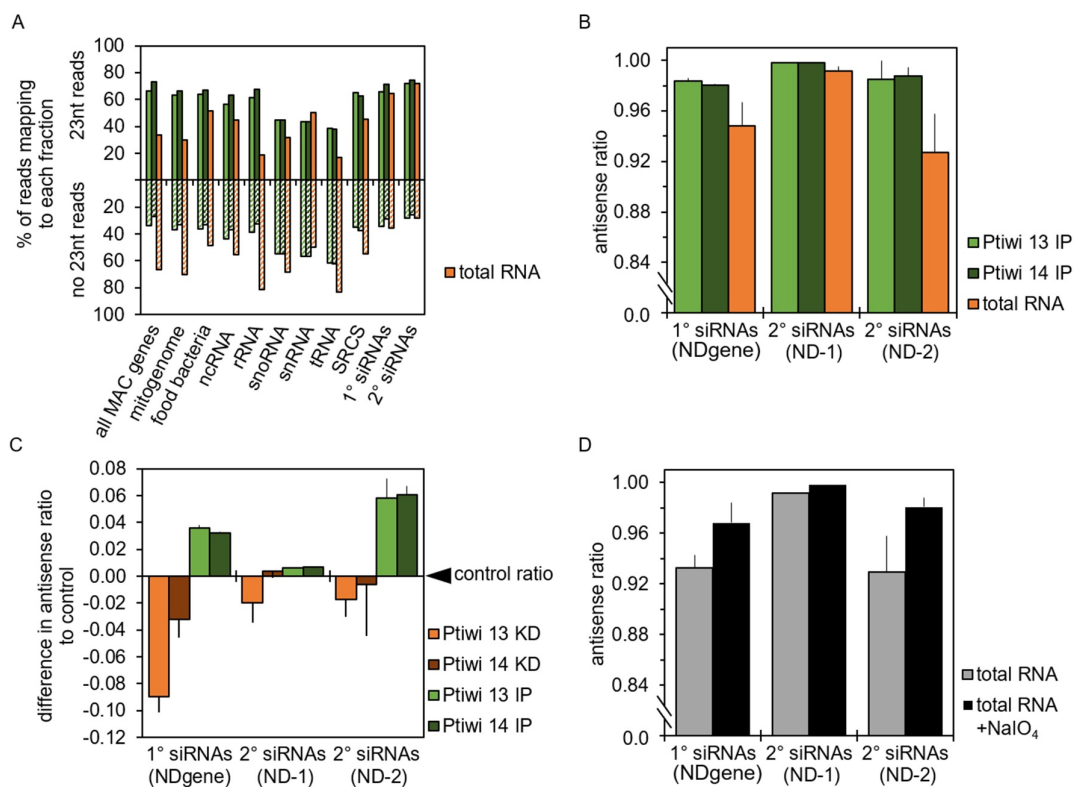 A
% of reads mapping
to each fraction
23nt reads
no 23nt reads
100
80
60
40
20
20
40
60
80
100
all MAC genes
mitogenome
food bacteria
ncRNA
rRNA
snoRNA
snRNA
tRNA
SRCS
1° siRNAs
2° siRNAs
total RNA
B
antisense ratio
1.00
0.96
0.92
0.88
0.84
0.0
1° siRNAs
(NDgene)
2° siRNAs
(ND-1)
2° siRNAs
(ND-2)
Ptiwi 13 IP
Ptiwi 14 IP
total RNA
C
difference in antisense ratio
to control
0.08
0.06
0.04
0.02
0.00
-0.02
-0.04
-0.06
-0.08
-0.10
-0.12
control ratio
1° siRNAs
(NDgene)
2° siRNAs
(ND-1)
2° siRNAs
(ND-2)
Ptiwi 13 KD
Ptiwi 14 KD
Ptiwi 13 IP
Ptiwi 14 IP
D
antisense ratio
1.00
0.96
0.92
0.88
0.84
0.0
1° siRNAs
(NDgene)
2° siRNAs
(ND-1)
2° siRNAs
(ND-2)
total RNA
total RNA
+NaIO₄